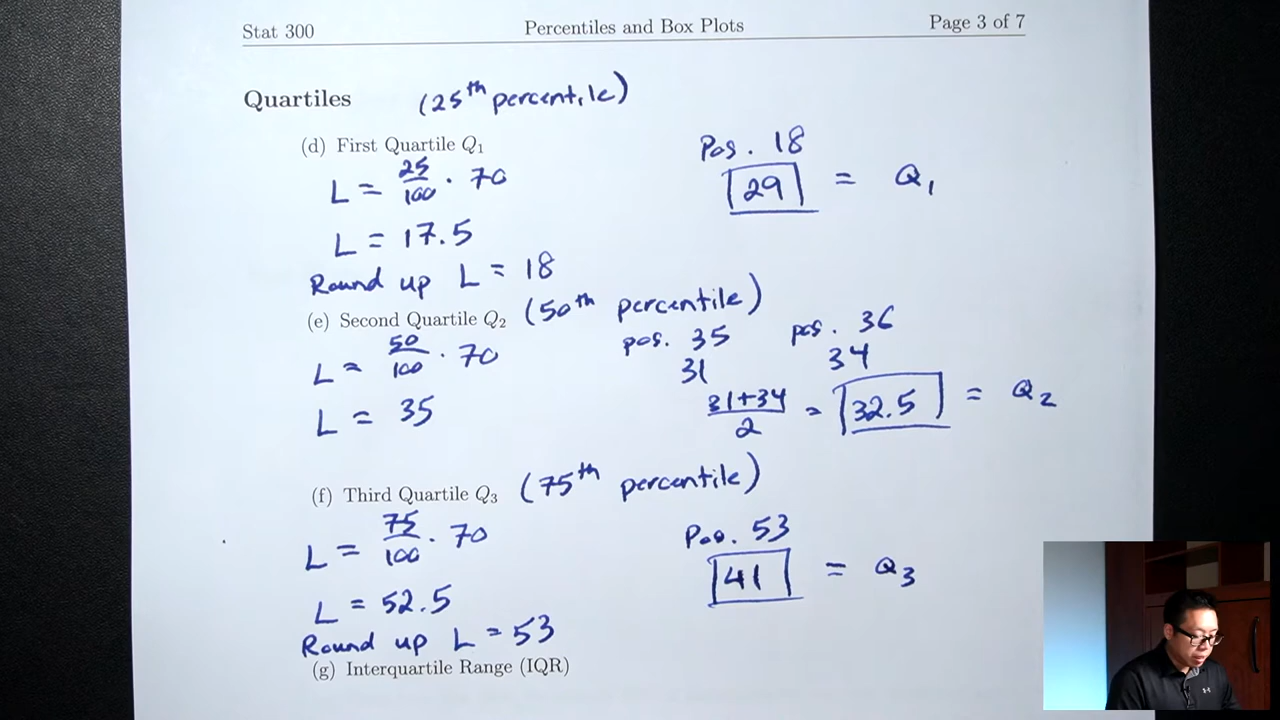 Stat 300 Percentiles and Box Plots Page 3 of 7
Quartiles (25th percentile)
(d) First Quartile Q1
L = 25/100 · 70
L = 17.5
Round up L = 18
Pos. 18
29 = Q1
(e) Second Quartile Q2 (50th percentile)
L = 50/100 · 70
L = 35
pos. 35 pos. 36
31 34
31+34/2 = 32.5 = Q2
(f) Third Quartile Q3 (75th percentile)
L = 75/100 · 70
L = 52.5
Round up L = 53
Pos. 53
41 = Q3
(g) Interquartile Range (IQR)